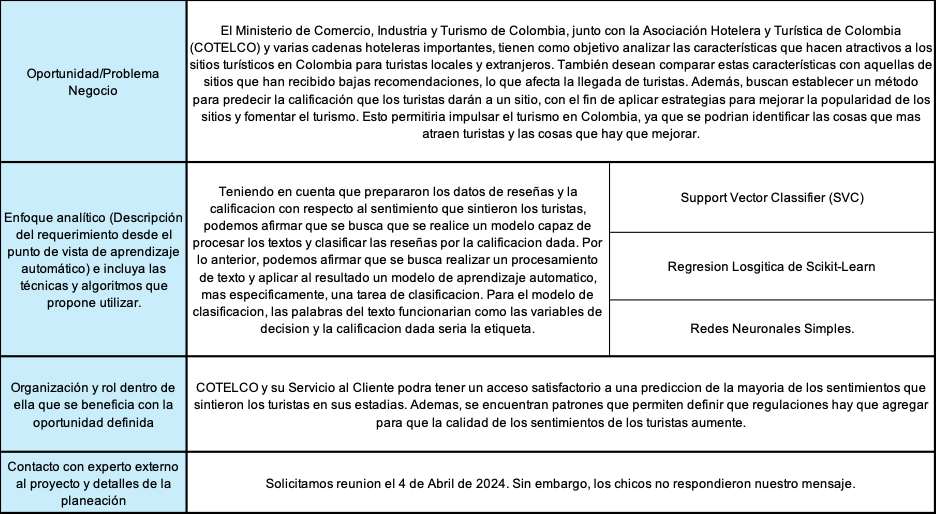 Oportunidad/Problema
Negocio
El Ministerio de Comercio, Industria y Turismo de Colombia, junto con la Asociación Hotelera y Turística de Colombia
(COTELCO) y varias cadenas hoteleras importantes, tienen como objetivo analizar las características que hacen atractivos a los
sitios turísticos en Colombia para turistas locales y extranjeros. También desean comparar estas características con aquellas de
sitios que han recibido bajas recomendaciones, lo que afecta la llegada de turistas. Además, buscan establecer un método
para predecir la calificación que los turistas darán a un sitio, con el fin de aplicar estrategias para mejorar la popularidad de los
sitios y fomentar el turismo. Esto permitiria impulsar el turismo en Colombia, ya que se podrian identificar las cosas que mas
atraen turistas y las cosas que hay que mejorar.
Enfoque analítico (Descripción
del requerimiento desde el
punto de vista de aprendizaje
automático) e incluya las
técnicas y algoritmos que
propone utilizar.
Teniendo en cuenta que prepararon los datos de reseñas y la
calificacion con respecto al sentimiento que sintieron los turistas,
podemos afirmar que se busca que se realice un modelo capaz de
procesar los textos y clasificar las reseñas por la calificacion dada. Por
lo anterior, podemos afirmar que se busca realizar un procesamiento
de texto y aplicar al resultado un modelo de aprendizaje automatico,
mas especificamente, una tarea de clasificacion. Para el modelo de
clasificacion, las palabras del texto funcionarian como las variables de
decision y la calificacion dada seria la etiqueta.
Support Vector Classifier (SVC)
Regresion Losgitica de Scikit-Learn
Redes Neuronales Simples.
Organización y rol dentro de
ella que se beneficia con la
oportunidad definida
COTELCO y su Servicio al Cliente podra tener un acceso satisfactorio a una prediccion de la mayoria de los sentimientos que
sintieron los turistas en sus estadias. Ademas, se encuentran patrones que permiten definir que regulaciones hay que agregar
para que la calidad de los sentimientos de los turistas aumente.
Contacto con experto externo
al proyecto y detalles de la
planeación
Solicitamos reunion el 4 de Abril de 2024. Sin embargo, los chicos no respondieron nuestro mensaje.